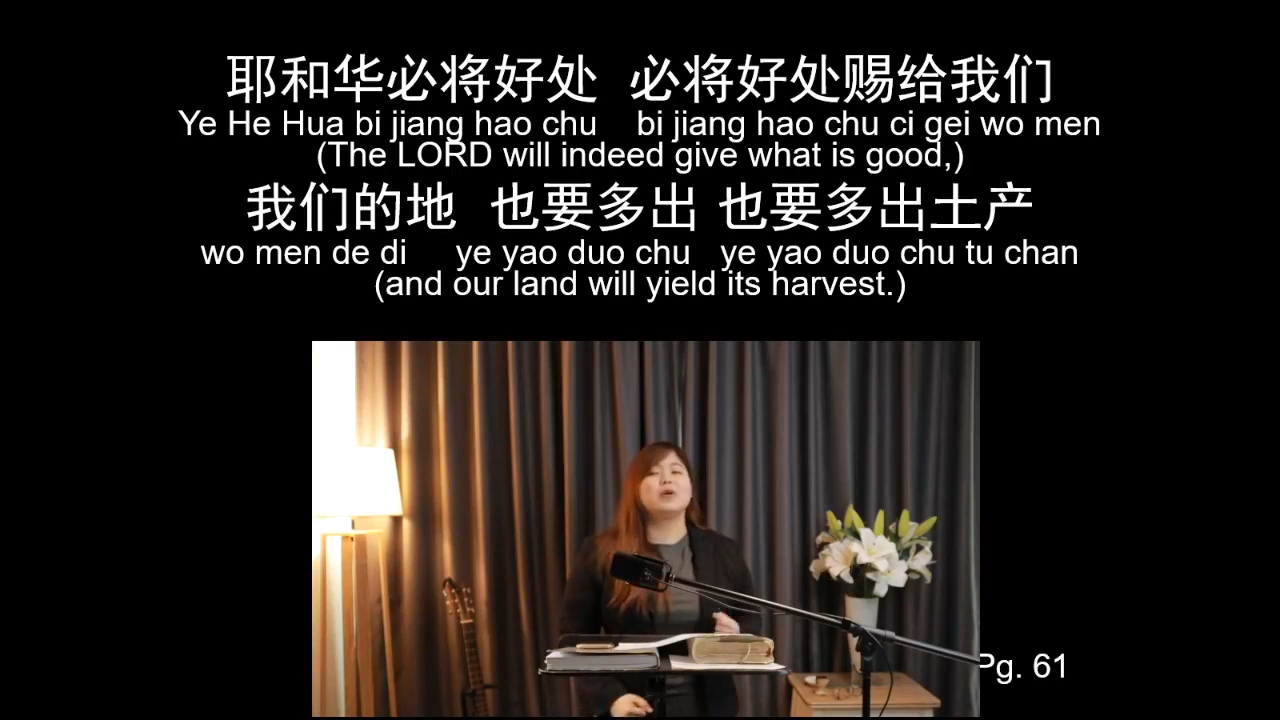 耶和华必将好处 必将好处赐给我们
Ye He Hua bi jiang hao chu bi jiang hao chu ci gei wo men
(The LORD will indeed give what is good,)
我们的地 也要多出 也要多出土产
wo men de di ye yao duo chu ye yao duo chu tu chan
(and our land will yield its harvest.)
Pg. 61